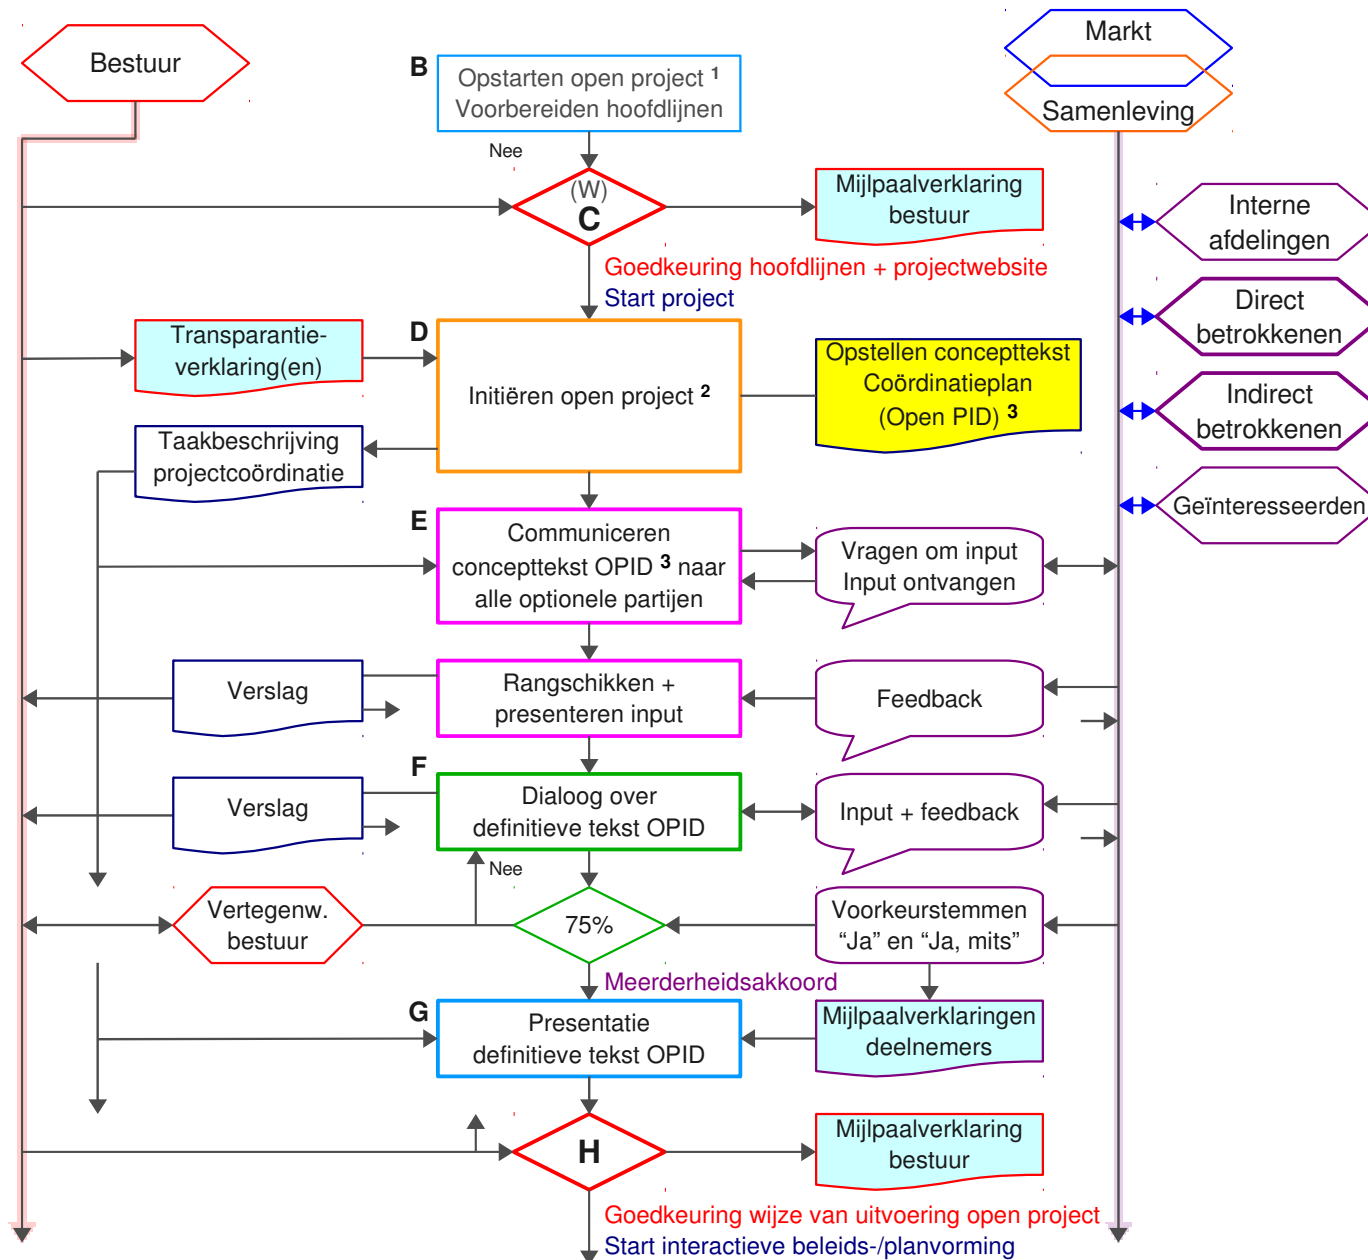 Bestuur
B
Opstarten open project 1
Voorbereiden hoofdlijnen
Markt
Samenleving
Nee
(W)
C
Mijlpaalverklaring
bestuur
Interne
afdelingen
Goedkeuring hoofdlijnen + projectwebsite
Start project
Direct
betrokkenen
Transparantie-
verklaring(en)
D
Initiëren open project 2
Opstellen concepttekst
Coördinatieplan
(Open PID) 3
Indirect
betrokkenen
Taakbeschrijving
projectcoördinatie
Geïnteresseerden
E
Communiceren
concepttekst OPID 3 naar
alle optionele partijen
Vragen om input
Input ontvangen
Verslag
Rangschikken +
presenteren input
Feedback
F
Verslag
Dialoog over
definitieve tekst OPID
Input + feedback
Nee
Vertegenw.
bestuur
75%
Voorkeurstemmen
“Ja” en “Ja, mits”
Meerderheidsakkoord
G
Presentatie
definitieve tekst OPID
Mijlpaalverklaringen
deelnemers
H
Mijlpaalverklaring
bestuur
Goedkeuring wijze van uitvoering open project
Start interactieve beleids-/planvorming